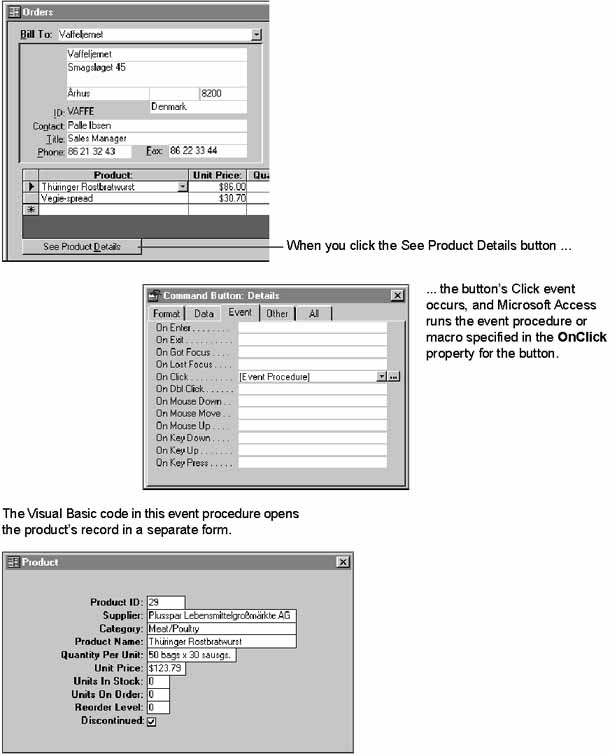 Orders
Bill To: Vaffeljernet
Vaffeljernet
Smagsløget 45
Århus 8200
ID: VAFFE Denmark
Contact: Palle Ibsen
Title: Sales Manager
Phone: 86 21 32 43 Fax: 86 22 33 44
Product: Unit Price: Qua
Thüringer Rostbratwurst $86.00
Vegie-spread $30.70
See Product Details
When you click the See Product Details button ...
Command Button: Details
Format Data Event Other All
On Enter . . . . . . . .
On Exit . . . . . . . . . .
On Got Focus . . . .
On Lost Focus . . . .
On Click . . . . . . . . . [Event Procedure]
On Dbl Click . . . . . .
On Mouse Down . .
On Mouse Move . .
On Mouse Up . . . .
On Key Down . . . .
On Key Up . . . . . . .
On Key Press . . . . .
... the button's Click event
occurs, and Microsoft Access
runs the event procedure or
macro specified in the OnClick
property for the button.
The Visual Basic code in this event procedure opens
the product's record in a separate form.
Product
Product ID: 29
Supplier: Plusspar Lebensmittelgroßmärkte AG
Category: Meat/Poultry
Product Name: Thüringer Rostbratwurst
Quantity Per Unit: 50 bags x 30 sausgs.
Unit Price: $123.79
Units In Stock: 0
Units On Order: 0
Reorder Level: 0
Discontinued: